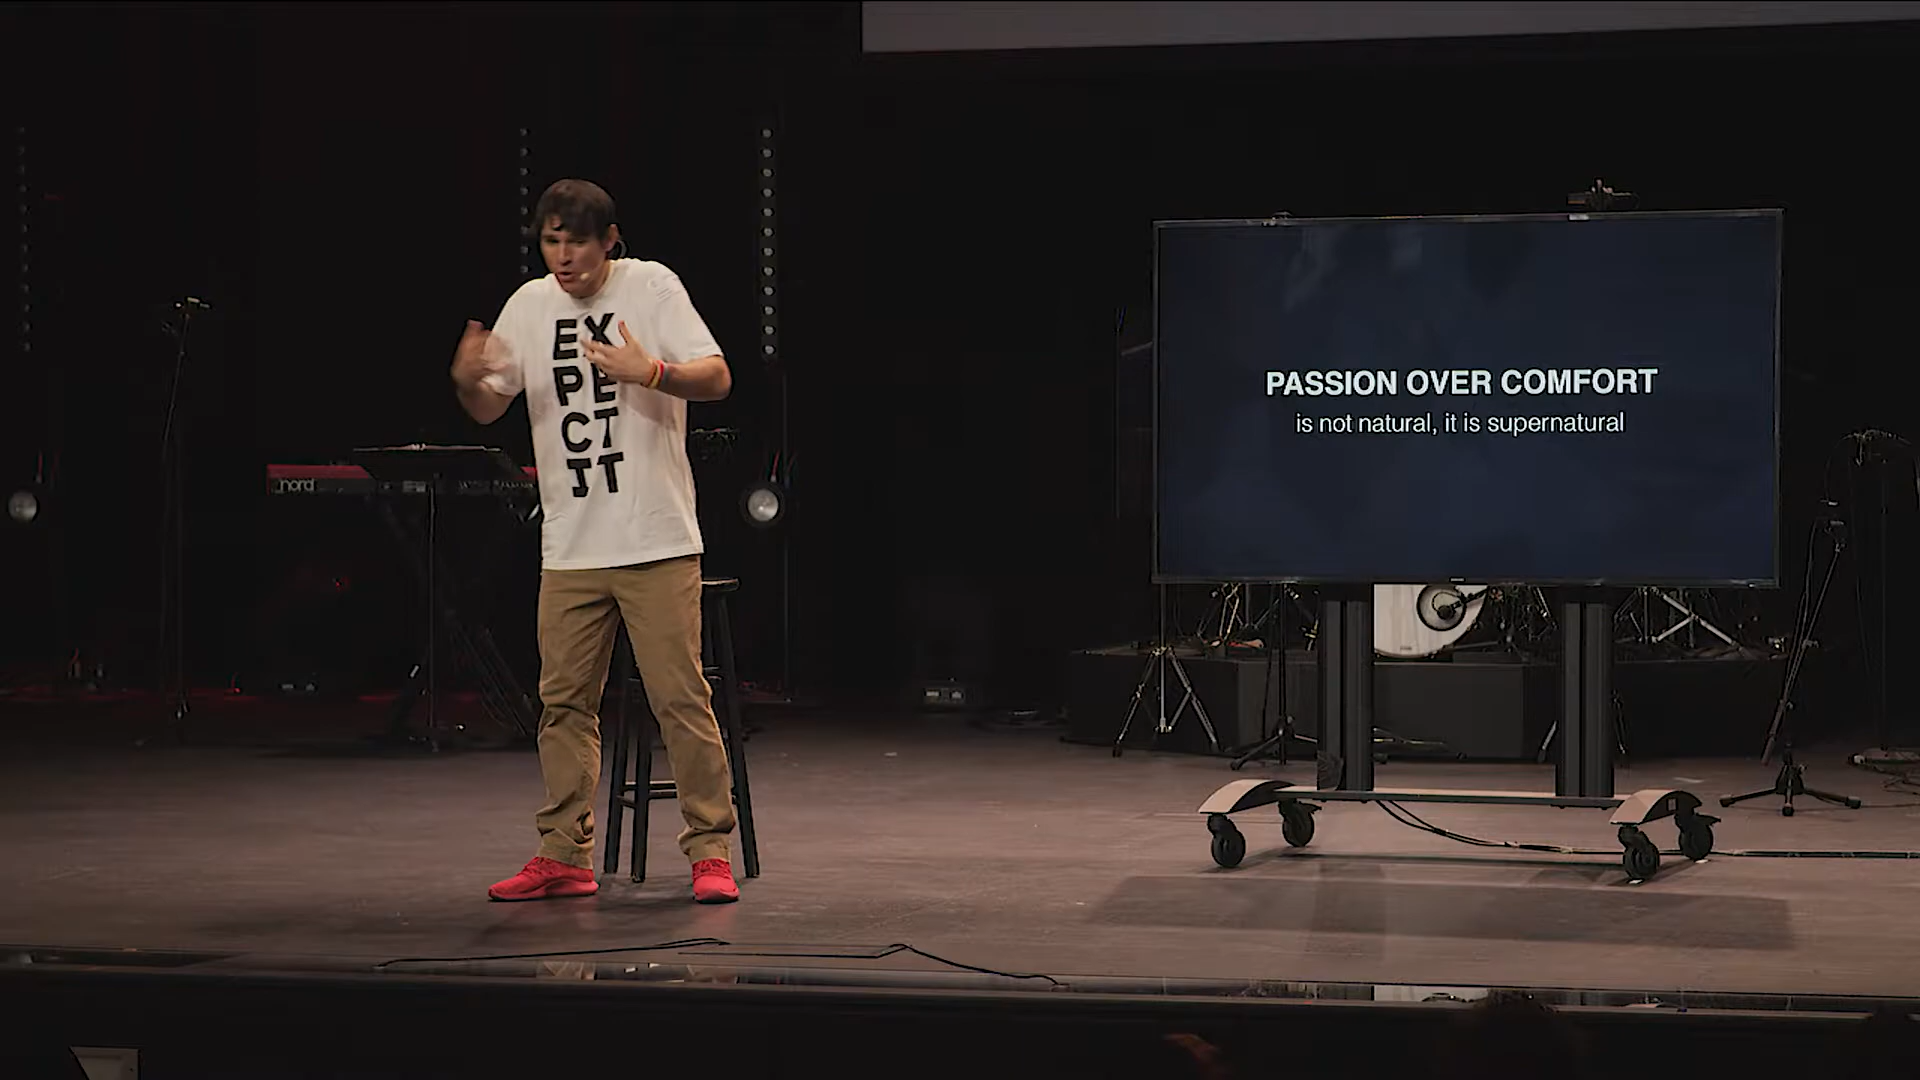 EX
PE
CT
IT
nord
PASSION OVER COMFORT
is not natural, it is supernatural